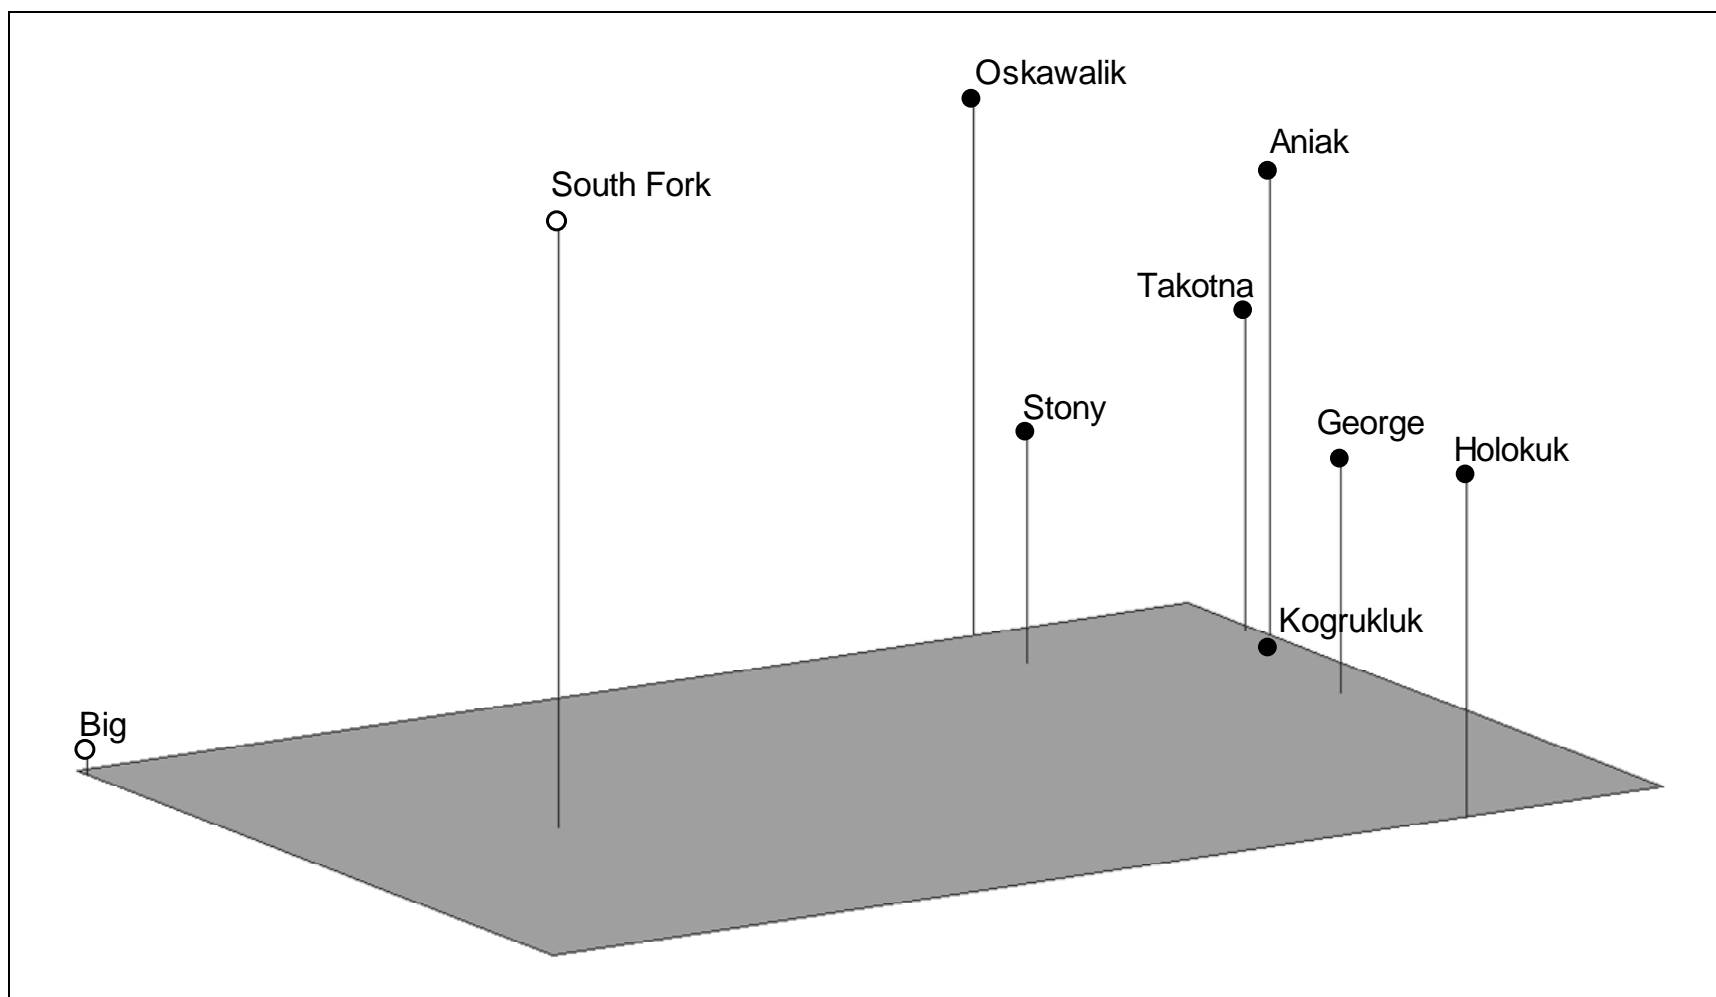 Oskawalik
Aniak
South Fork
Takotna
Stony
George
Holokuk
Kogrukluk
Big